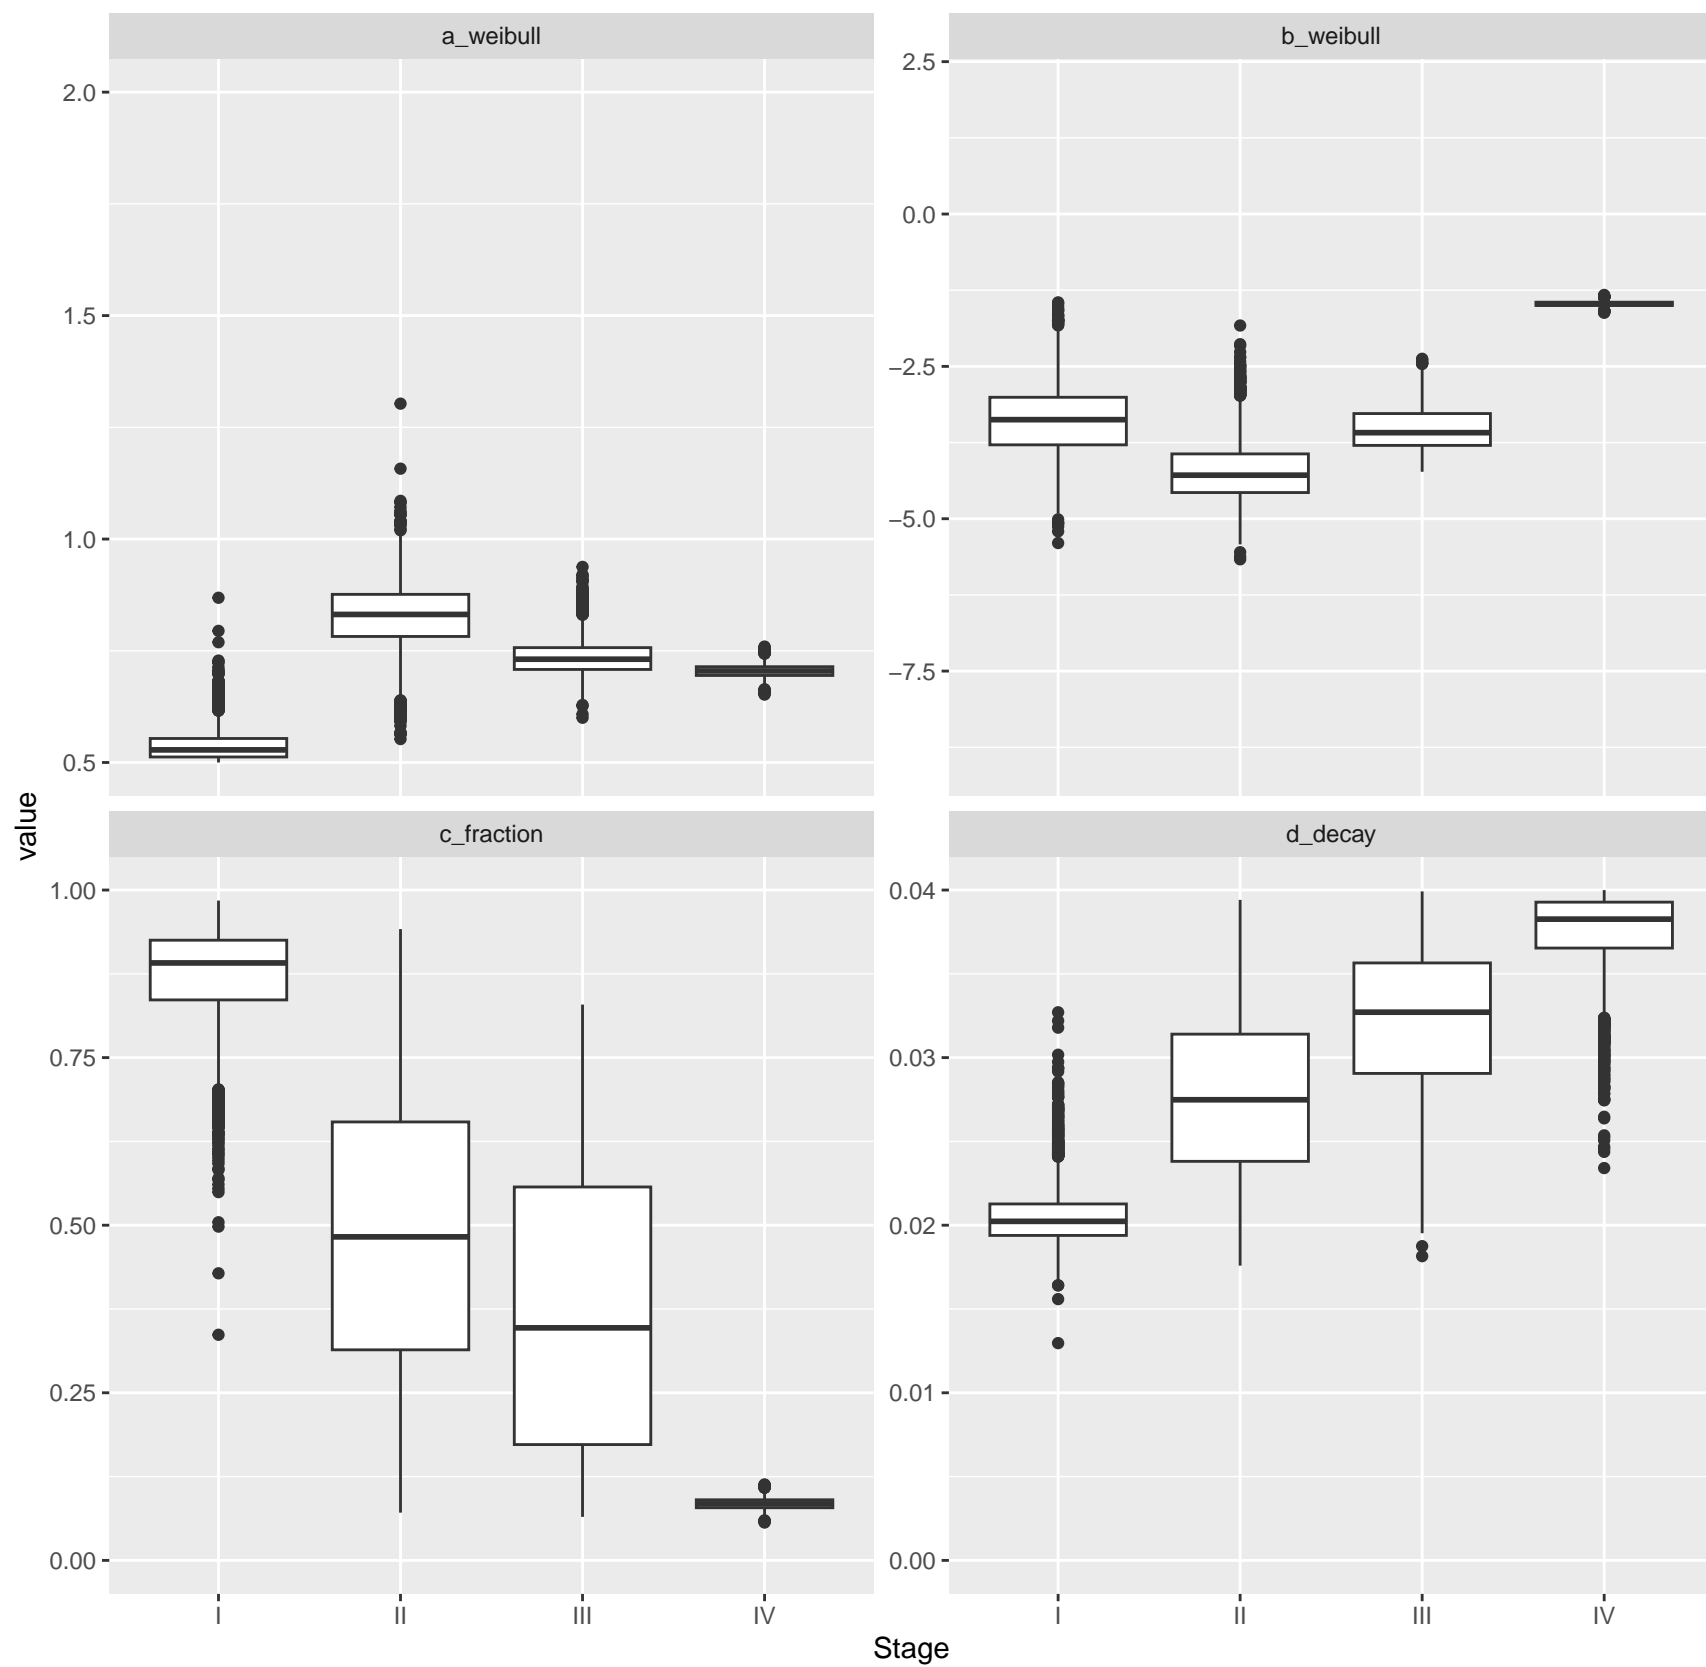 a_weibull
b_weibull
2.0
1.5
1.0
0.5
2.5
0.0
−2.5
−5.0
−7.5
value
c_fraction
d_decay
1.00
0.75
0.50
0.25
0.00
0.04
0.03
0.02
0.01
0.00
I II III IV
I II III IV
Stage